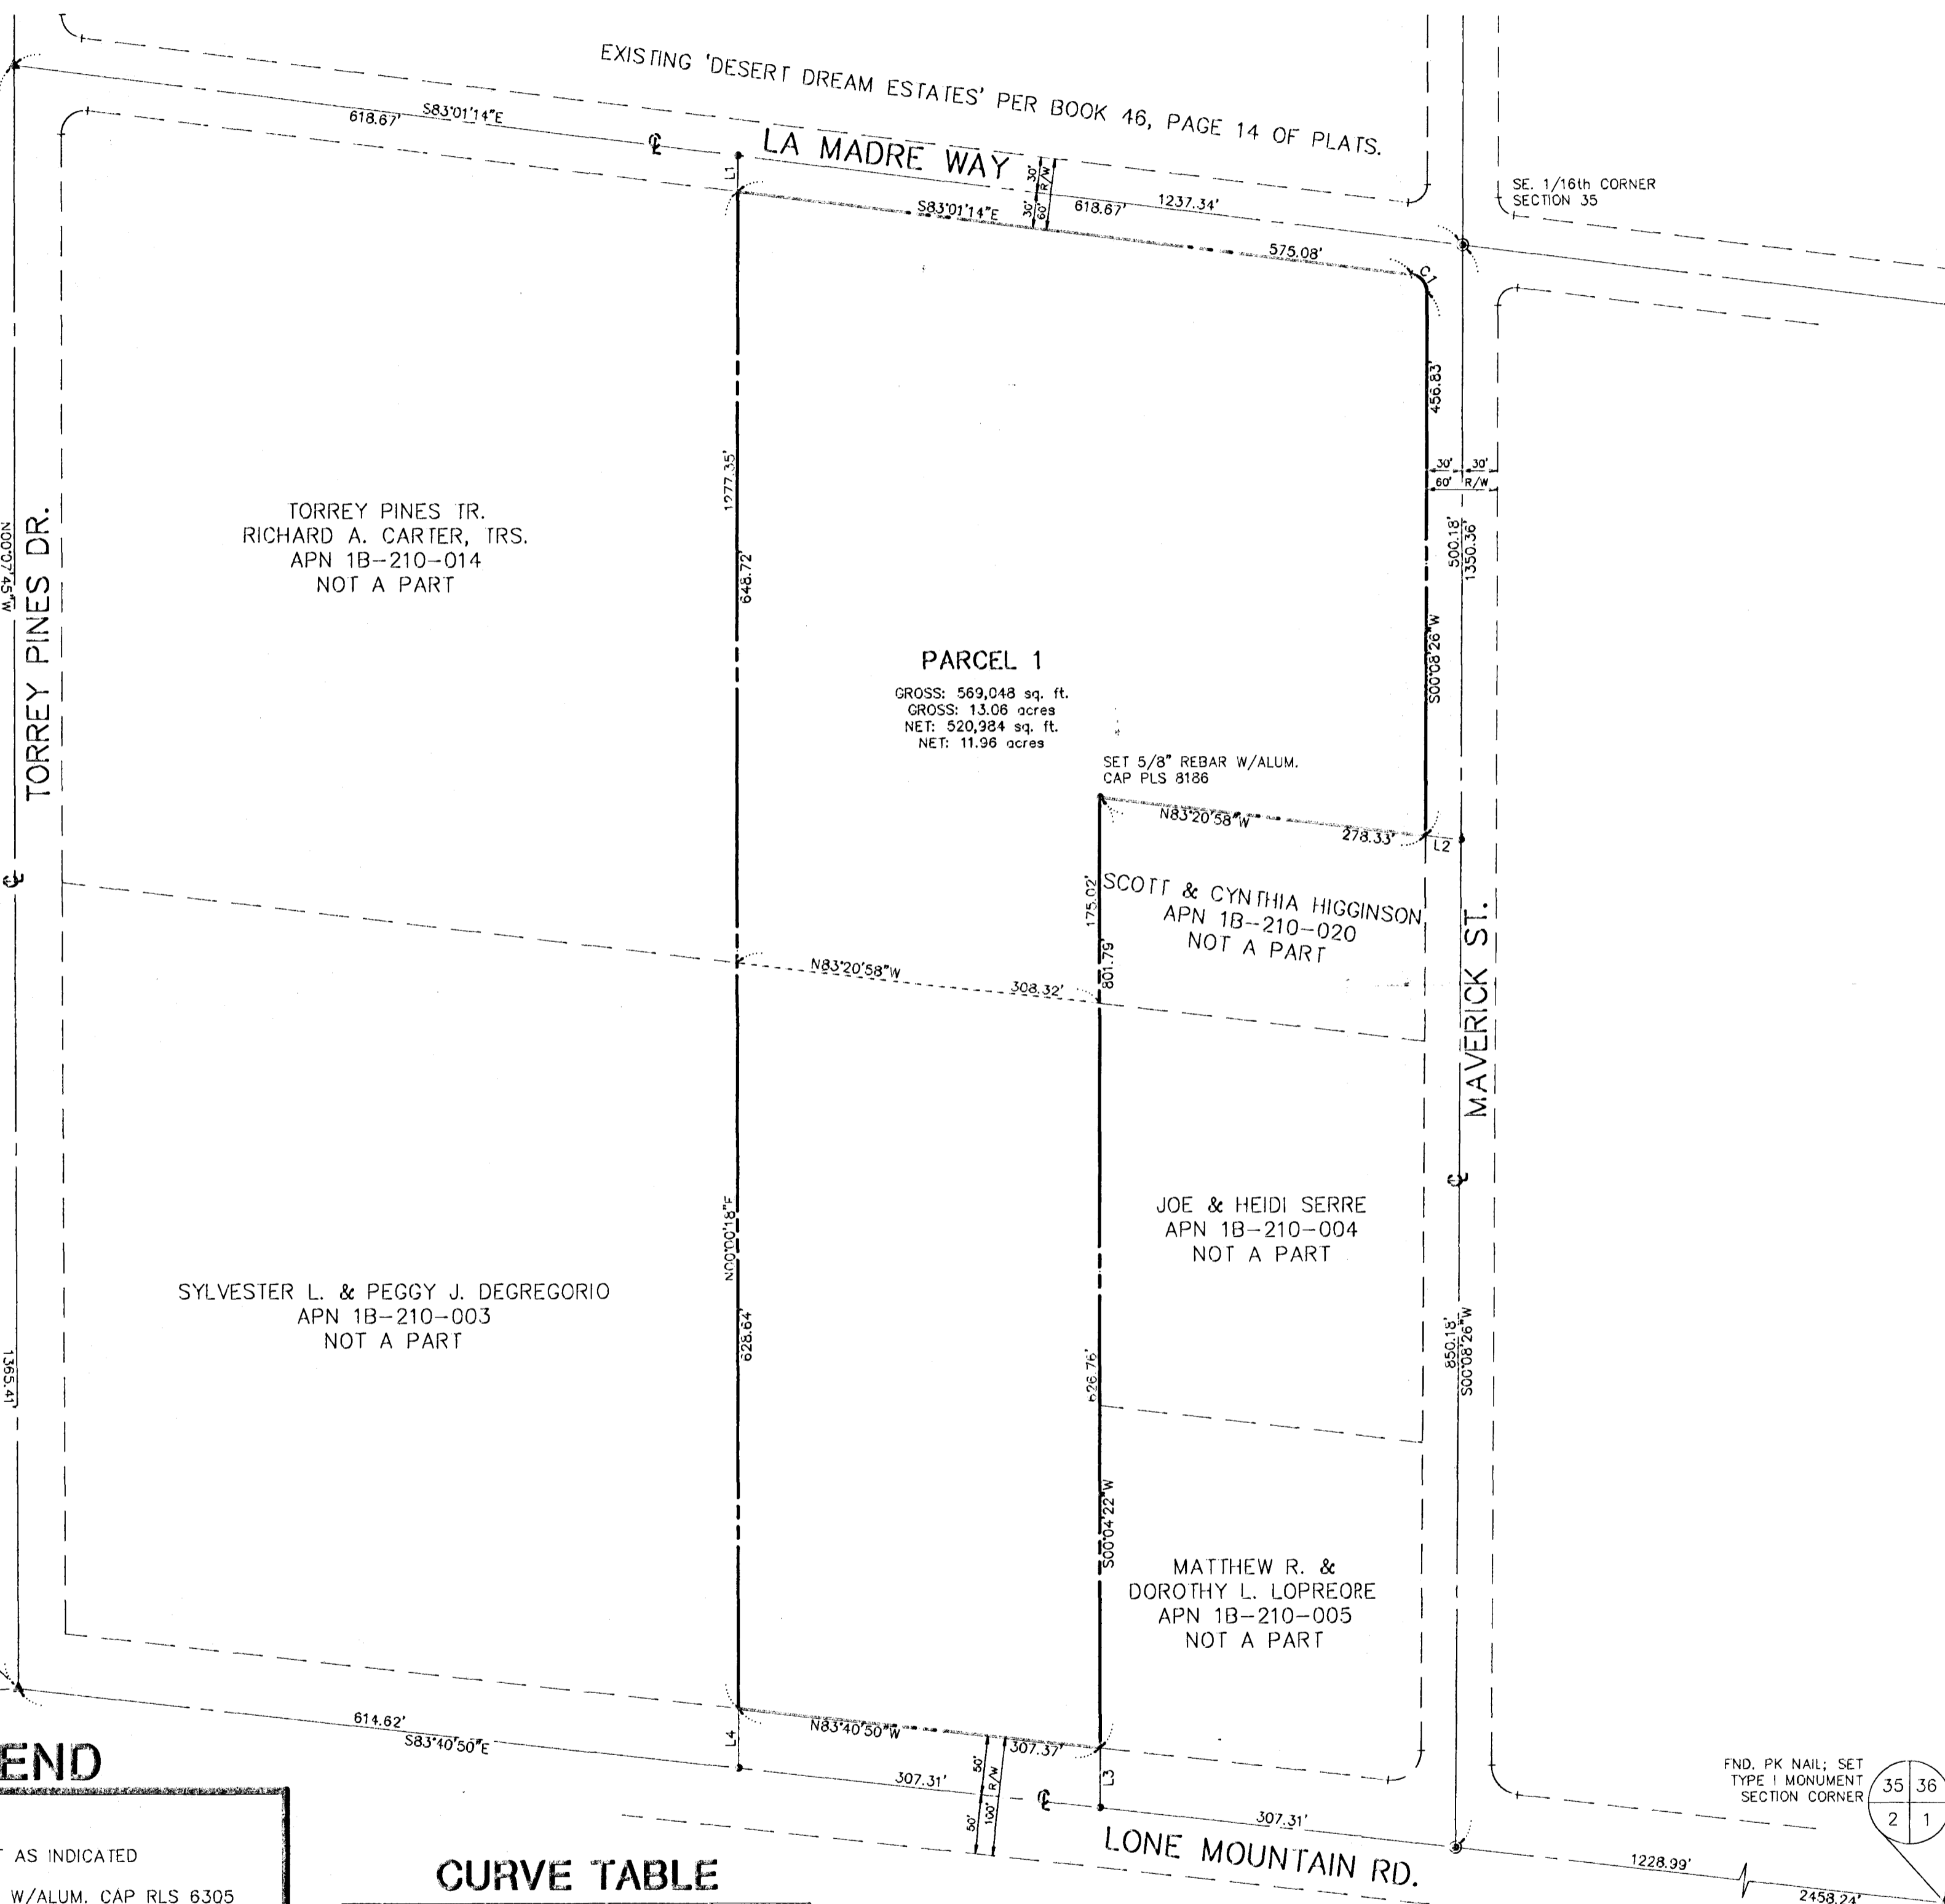 EXISTING 'DESERT DREAM ESTATES' PER BOOK 46, PAGE 14 OF PLATS.
618.67'
S83°01'14"E
LA MADRE WAY
L1
30'
R/W
30'
60'
618.67'
1237.34'
S83°01'14"E
575.08'
SE. 1/16th CORNER
SECTION 35
C1
456.83'
30'
30'
60'
R/W
500.18'
1350.36'
S00°08'26"W
1277.35'
648.72'
TORREY PINES TR.
RICHARD A. CARTER, TRS.
APN 1B-210-014
NOT A PART
N00°07'45"W
TORREY PINES DR.
PARCEL 1
GROSS: 569,048 sq. ft.
GROSS: 13.06 acres
NET: 520,984 sq. ft.
NET: 11.96 acres
SET 5/8" REBAR W/ALUM.
CAP PLS 8186
N83°20'58"W
278.33'
L2
175.02'
801.79'
SCOTT & CYNTHIA HIGGINSON
APN 1B-210-020
NOT A PART
MAVERICK ST.
N83°20'58"W
308.32'
N00°00'18"E
628.64'
SYLVESTER L. & PEGGY J. DEGREGORIO
APN 1B-210-003
NOT A PART
1365.41'
JOE & HEIDI SERRE
APN 1B-210-004
NOT A PART
850.18'
S00°08'26"W
626.76'
S00°04'22"W
MATTHEW R. &
DOROTHY L. LOPREORE
APN 1B-210-005
NOT A PART
614.62'
S83°40'50"E
L4
N83°40'50"W
307.37'
307.31'
50'
R/W
50'
100'
L3
307.31'
LONE MOUNTAIN RD.
1228.99'
2458.24'
FND. PK NAIL; SET
TYPE I MONUMENT
SECTION CORNER
35 36
2 1
END
AS INDICATED
W/ALUM. CAP RLS 6305
CURVE TABLE